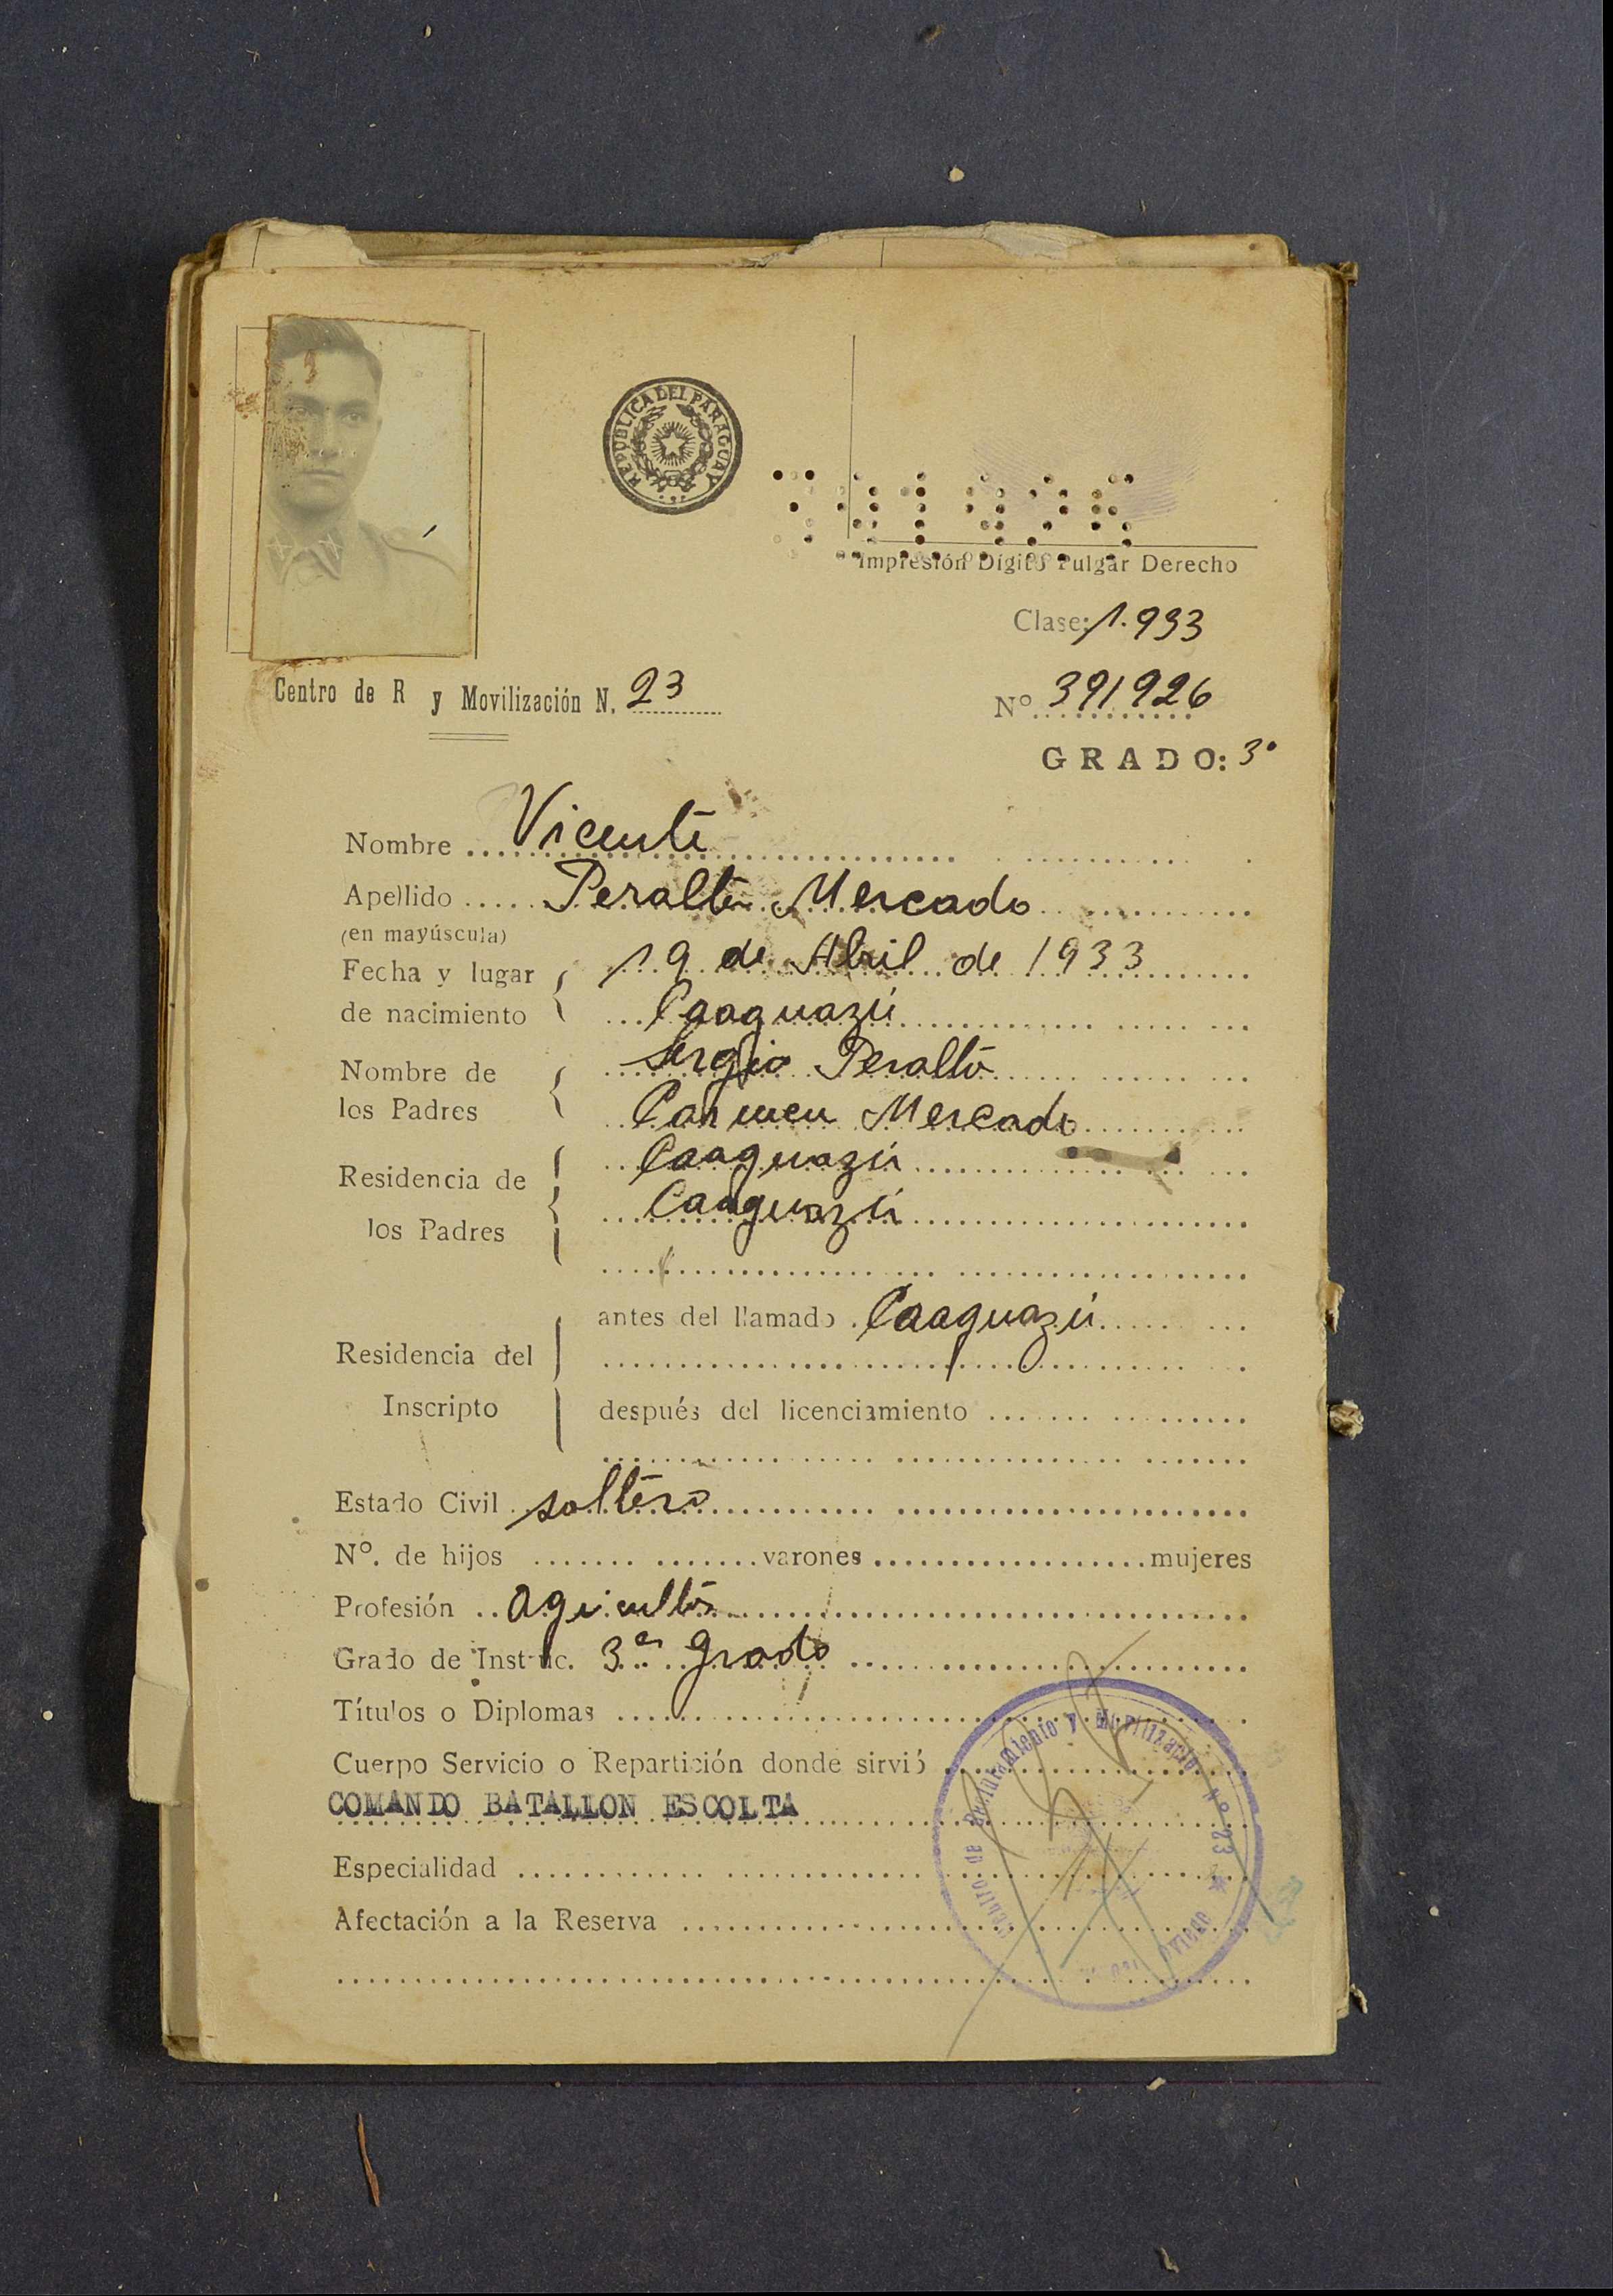 REPUBLICA DEL PARAGUAY
391926
Impresión Dígito Pulgar Derecho
Clase: 1.933
Centro de R y Movilización N. 23
Nº 391926
GRADO: 3º
Nombre Vicente
Apellido Peralta Mercado
(en mayúscula)
Fecha y lugar de nacimiento 19 de Abril de 1933
Caaguazú
Nombre de los Padres Sergio Peralta
Carmen Mercado
Residencia de los Padres Caaguazú
Caaguazú
Residencia del Inscripto antes del llamado Caaguazú
después del licenciamiento
Estado Civil soltero
Nº. de hijos varones mujeres
Profesión agricultor
Grado de Instruc. 3er grado
Títulos o Diplomas
Cuerpo Servicio o Repartición donde sirvió
COMANDO BATALLON ESCOLTA
Especialidad
Afectación a la Reserva
Centro de Reclutamiento y Movilización Nº 23
Oviedo